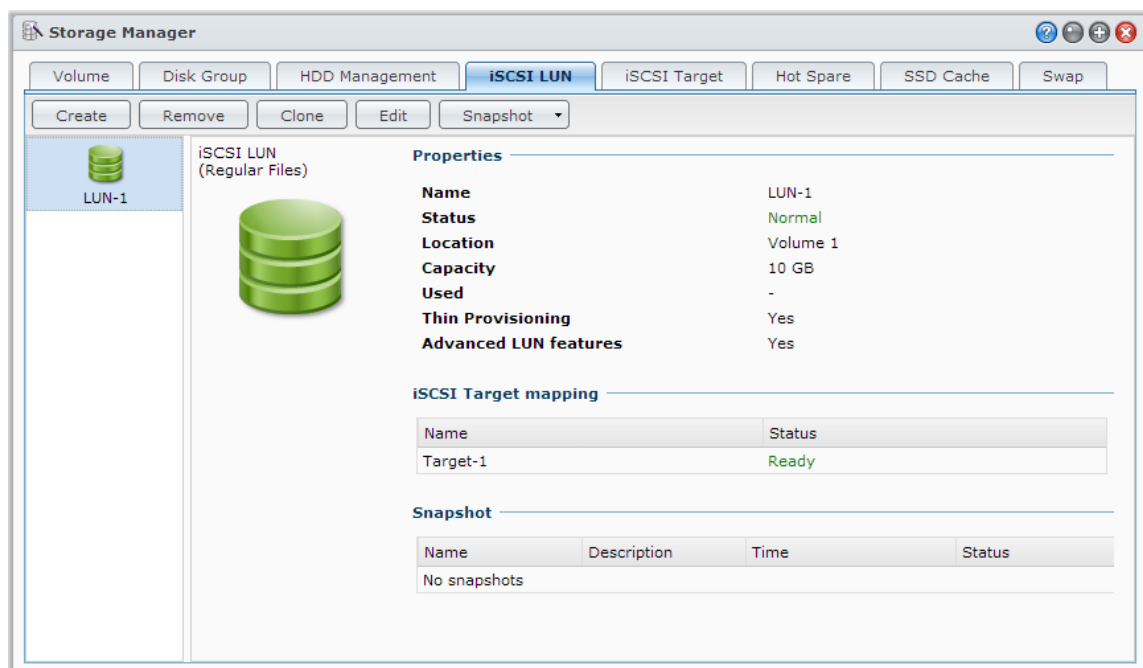 Storage Manager
Volume Disk Group HDD Management iSCSI LUN iSCSI Target Hot Spare SSD Cache Swap
Create Remove Clone Edit Snapshot
LUN-1
iSCSI LUN
(Regular Files)
Properties
Name LUN-1
Status Normal
Location Volume 1
Capacity 10 GB
Used -
Thin Provisioning Yes
Advanced LUN features Yes
iSCSI Target mapping
Name Status
Target-1 Ready
Snapshot
Name Description Time Status
No snapshots